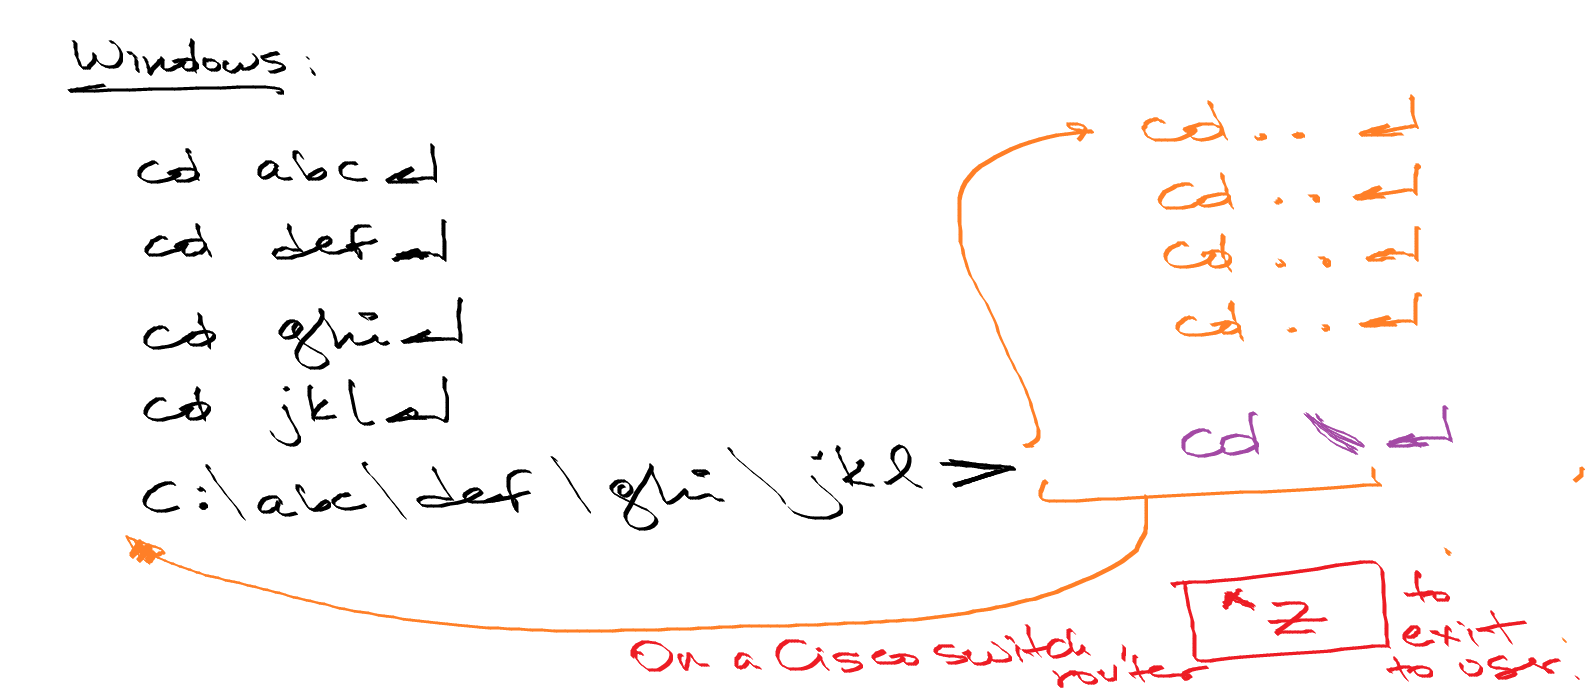 Windows:
cd abc ↵
cd def ↵
cd ghi ↵
cd jkl ↵
C:\abc\def\ghi\jkl >
cd .. ↵
cd .. ↵
cd .. ↵
cd .. ↵
cd \ ↵
On a Cisco switch
router
^Z
to
exit
to user.